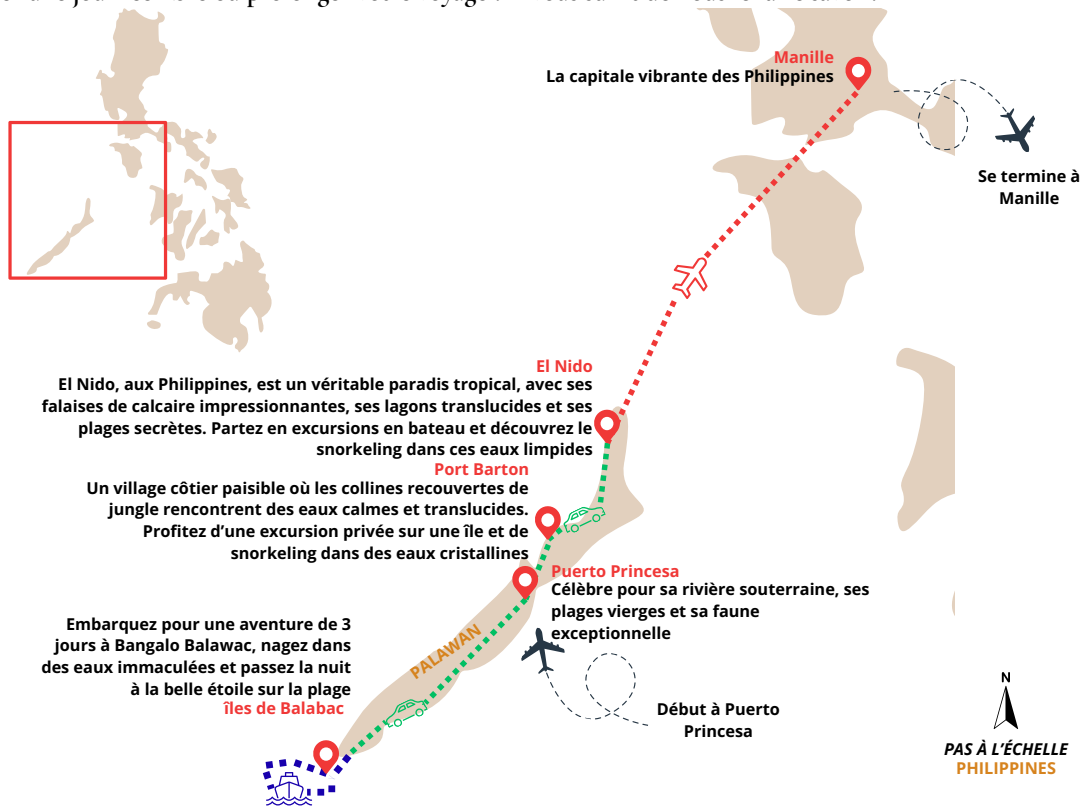 Manille
La capitale vibrante des Philippines
Se termine à
Manille
El Nido
El Nido, aux Philippines, est un véritable paradis tropical, avec ses
falaises de calcaire impressionnantes, ses lagons translucides et ses
plages secrètes. Partez en excursions en bateau et découvrez le
snorkeling dans ces eaux limpides
Port Barton
Un village côtier paisible où les collines recouvertes de
jungle rencontrent des eaux calmes et translucides.
Profitez d’une excursion privée sur une île et de
snorkeling dans des eaux cristallines
Puerto Princesa
Célèbre pour sa rivière souterraine, ses
plages vierges et sa faune
exceptionnelle
Embarquez pour une aventure de 3
jours à Bangalo Balawac, nagez dans
des eaux immaculées et passez la nuit
à la belle étoile sur la plage
îles de Balabac
PALAWAN
Début à Puerto
Princesa
N
PAS À L’ÉCHELLE
PHILIPPINES